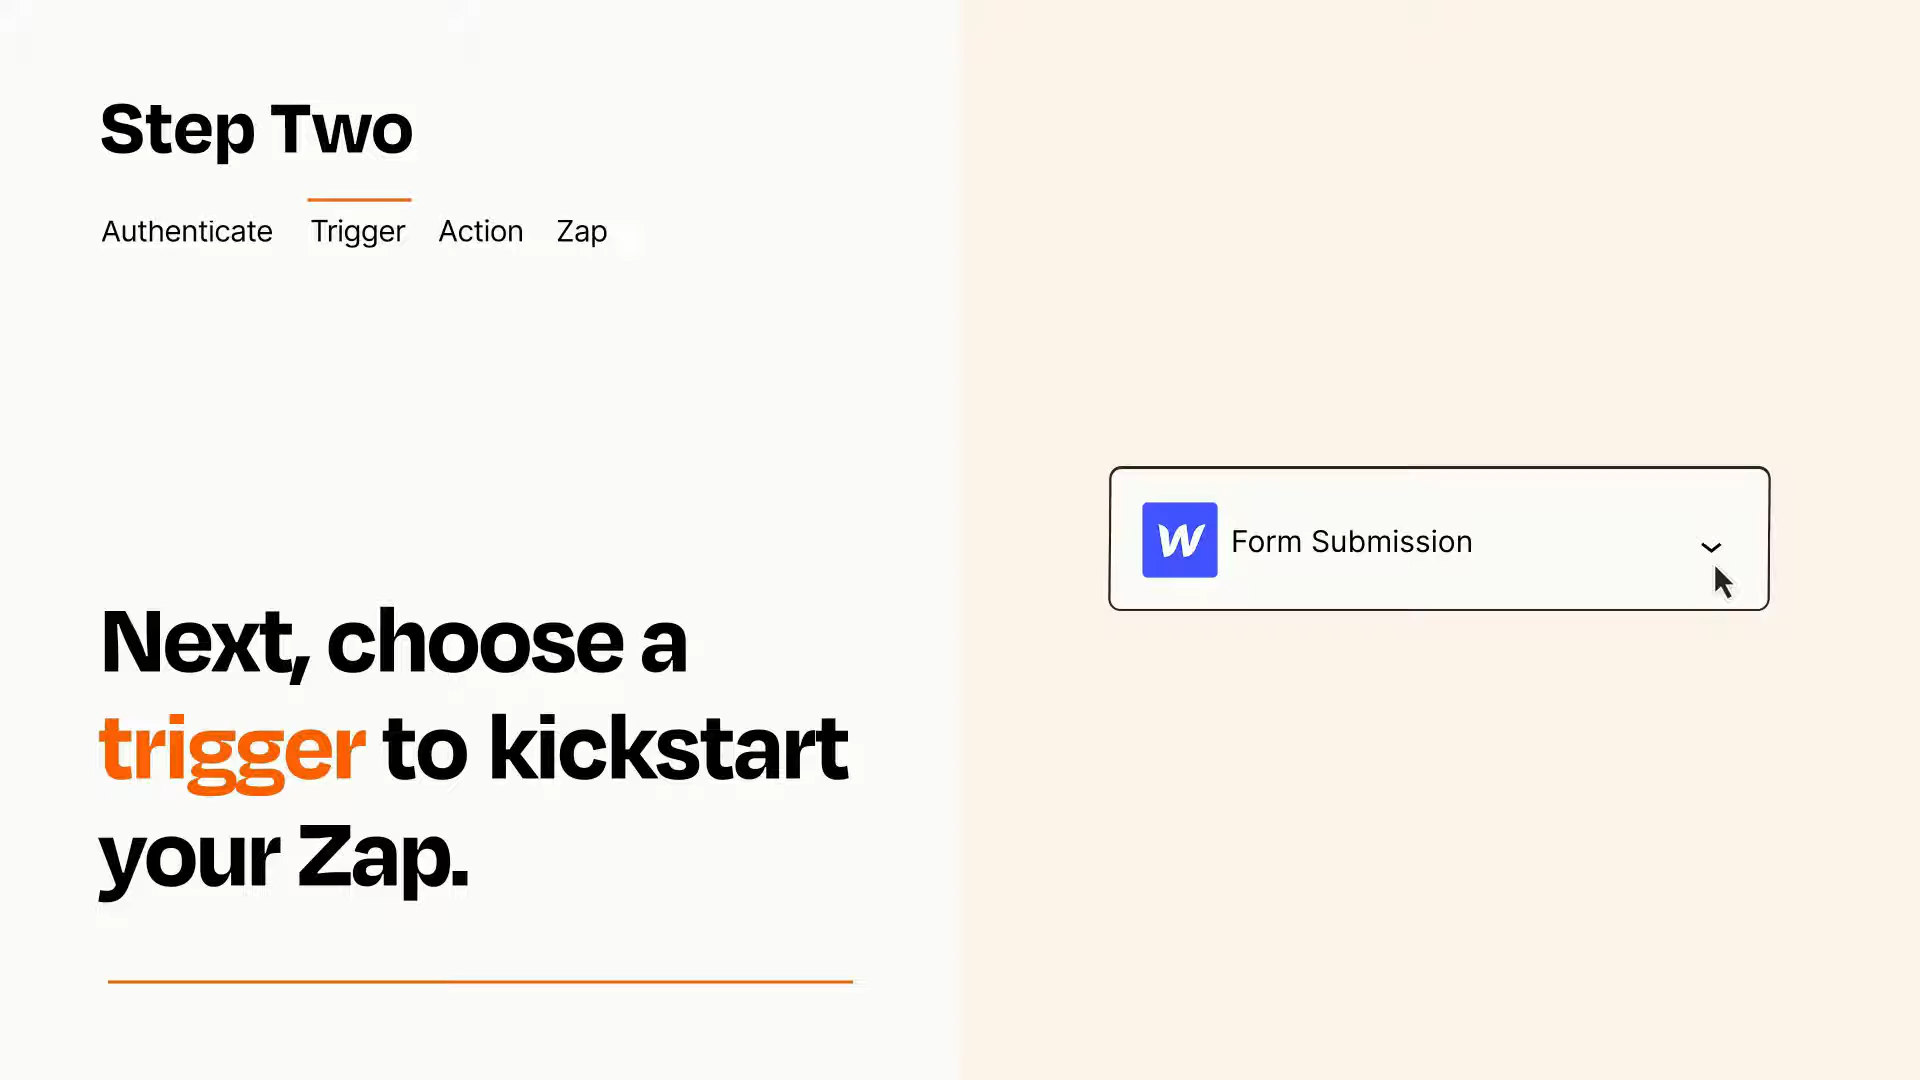 Step Two
Authenticate Trigger Action Zap
Next, choose a
trigger to kickstart
your Zap.
W Form Submission